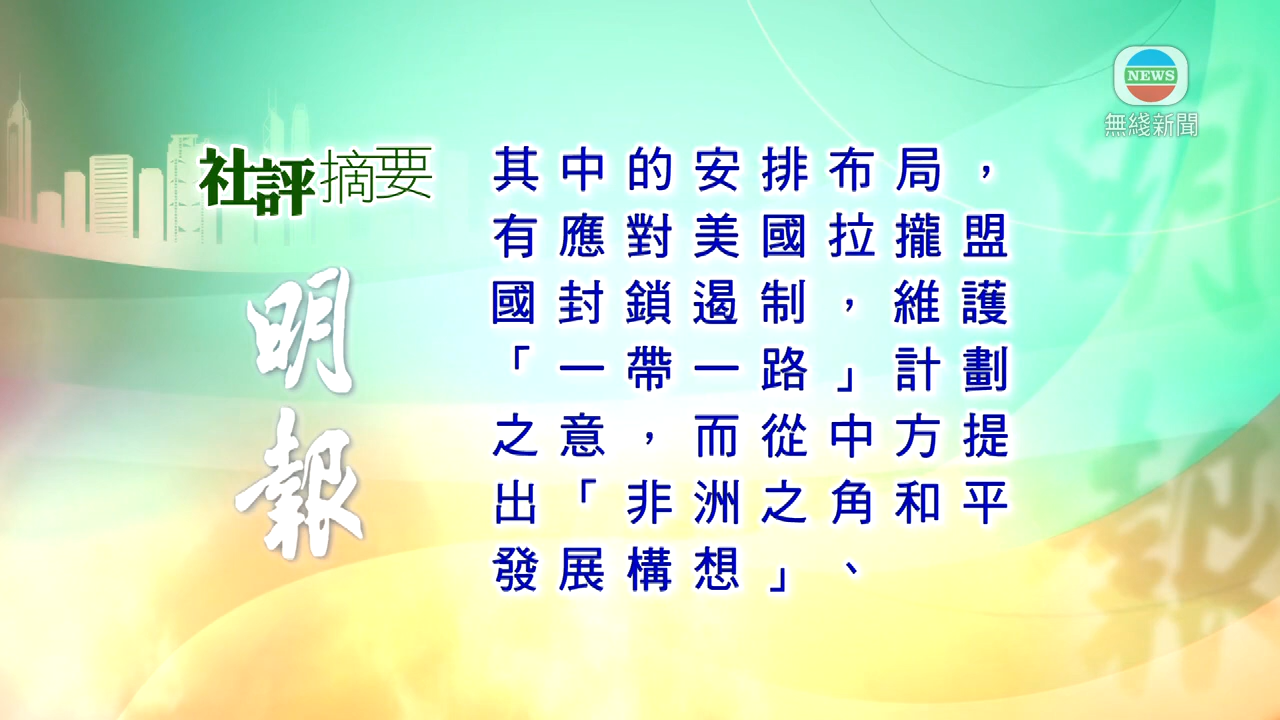 NEWS
無綫新聞
社評摘要
明報
其中的安排布局，
有應對美國拉攏盟
國封鎖遏制，維護
「一帶一路」計劃
之意，而從中方提
出「非洲之角和平
發展構想」、
明報